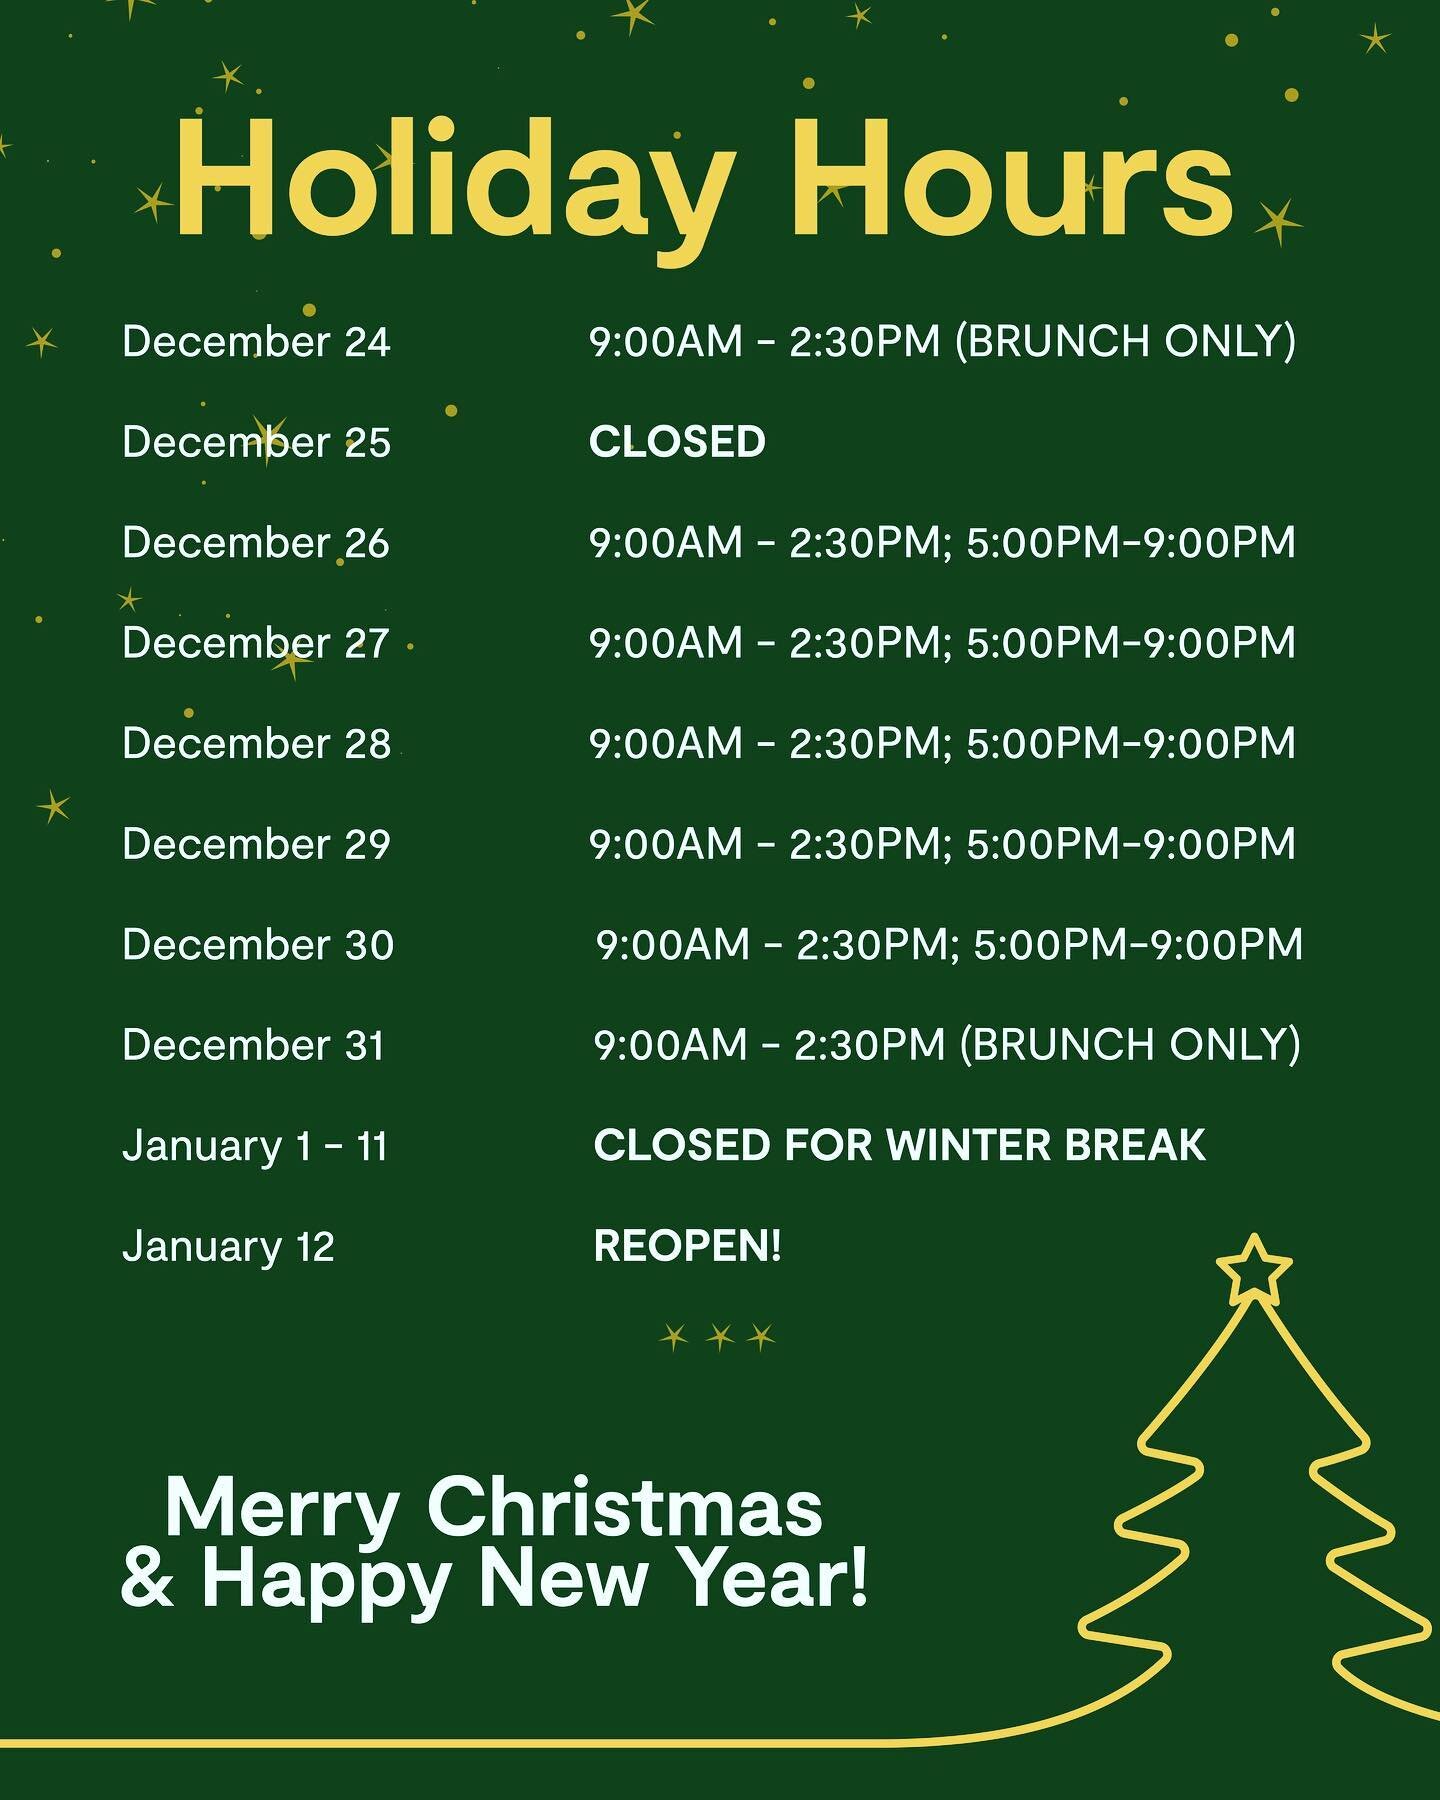 Holiday Hours
December 24 9:00AM - 2:30PM (BRUNCH ONLY)
December 25 CLOSED
December 26 9:00AM - 2:30PM; 5:00PM-9:00PM
December 27 9:00AM - 2:30PM; 5:00PM-9:00PM
December 28 9:00AM - 2:30PM; 5:00PM-9:00PM
December 29 9:00AM - 2:30PM; 5:00PM-9:00PM
December 30 9:00AM - 2:30PM; 5:00PM-9:00PM
December 31 9:00AM - 2:30PM (BRUNCH ONLY)
January 1 - 11 CLOSED FOR WINTER BREAK
January 12 REOPEN!
Merry Christmas
& Happy New Year!